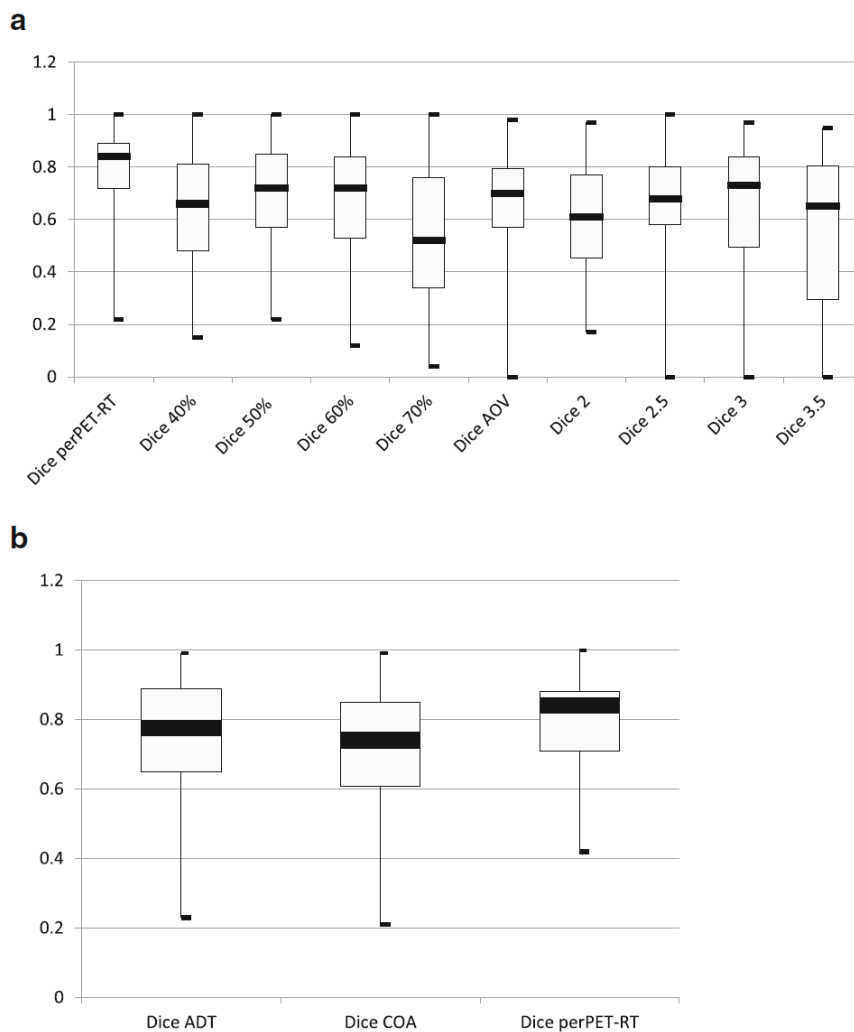 a
1.2
1
0.8
0.6
0.4
0.2
0
Dice perPET-RT
Dice 40%
Dice 50%
Dice 60%
Dice 70%
Dice AOV
Dice 2
Dice 2.5
Dice 3
Dice 3.5
b
1.2
1
0.8
0.6
0.4
0.2
0
Dice ADT
Dice COA
Dice perPET-RT